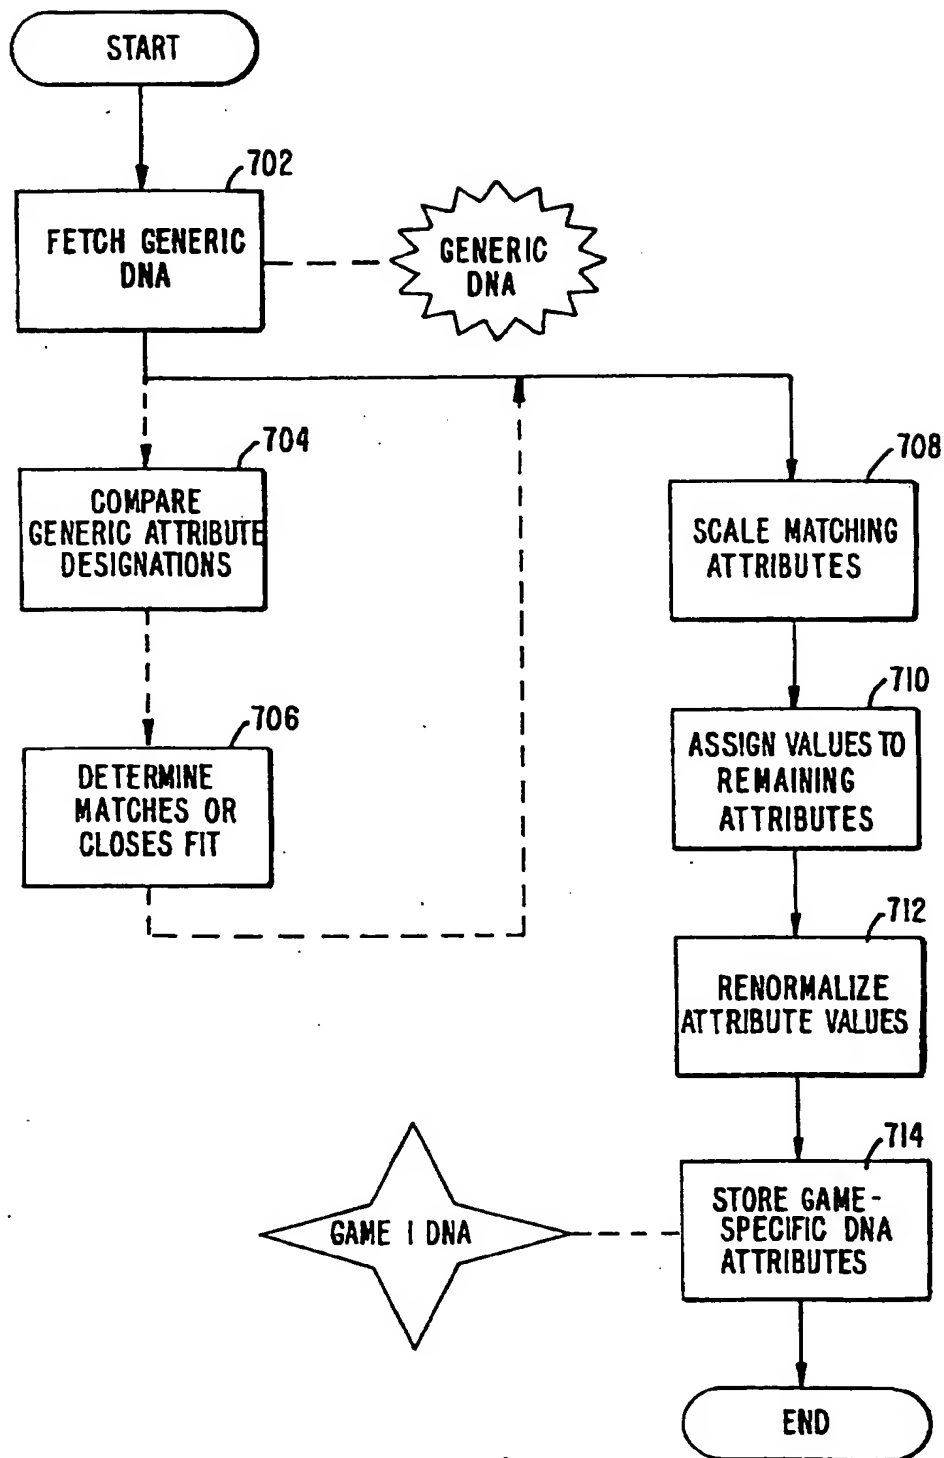 START
702
FETCH GENERIC
DNA
GENERIC
DNA
704
COMPARE
GENERIC ATTRIBUTE
DESIGNATIONS
706
DETERMINE
MATCHES OR
CLOSES FIT
708
SCALE MATCHING
ATTRIBUTES
710
ASSIGN VALUES TO
REMAINING
ATTRIBUTES
712
RENORMALIZE
ATTRIBUTE VALUES
714
STORE GAME-
SPECIFIC DNA
ATTRIBUTES
GAME I DNA
END